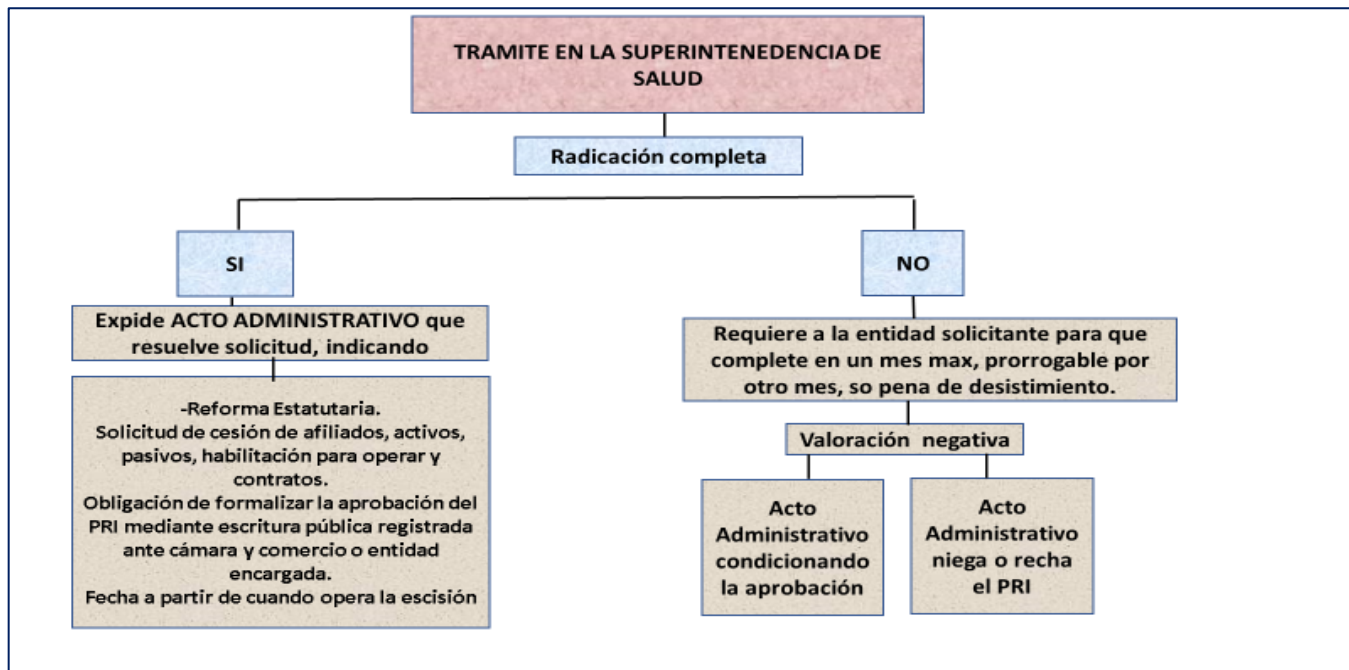 TRAMITE EN LA SUPERINTENEDENCIA DE
SALUD
Radicación completa
SI
Expide ACTO ADMINISTRATIVO que
resuelve solicitud, indicando
-Reforma Estatutaria.
Solicitud de cesión de afiliados, activos,
pasivos, habilitación para operar y
contratos.
Obligación de formalizar la aprobación del
PRI mediante escritura pública registrada
ante cámara y comercio o entidad
encargada.
Fecha a partir de cuando opera la escisión
NO
Requiere a la entidad solicitante para que
complete en un mes max, prorrogable por
otro mes, so pena de desistimiento.
Valoración negativa
Acto
Administrativo
condicionando
la aprobación
Acto
Administrativo
niega o recha
el PRI